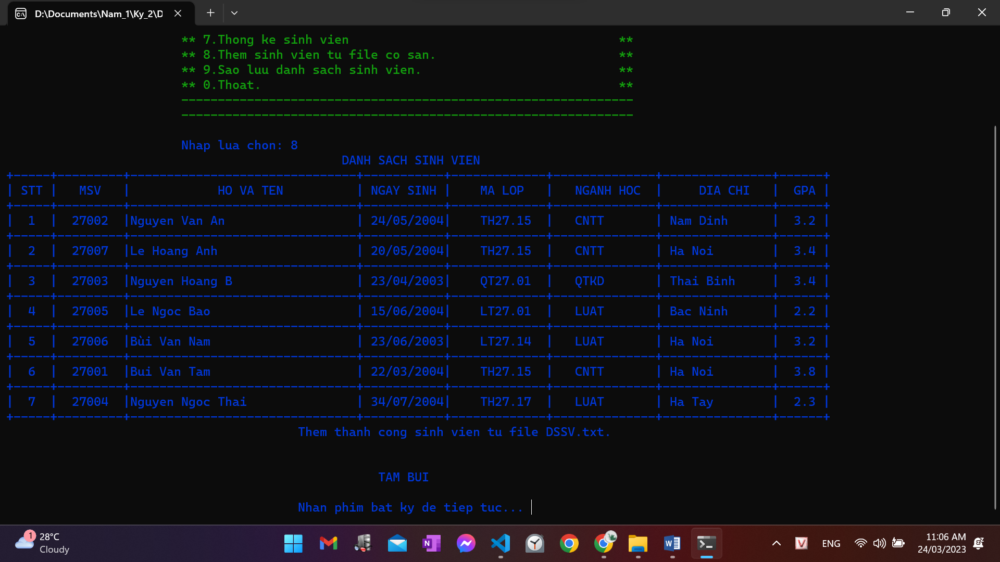 D:\Documents\Nam_1\Ky_2\D
** 7.Thong ke sinh vien **
** 8.Them sinh vien tu file co san. **
** 9.Sao luu danh sach sinh vien. **
** 0.Thoat. **
--------------------------------------------------------------
--------------------------------------------------------------
Nhap lua chon: 8
DANH SACH SINH VIEN
+-----+---------+-------------------------------+-----------+-------------+--------------+---------------+------+
| STT | MSV | HO VA TEN | NGAY SINH | MA LOP | NGANH HOC | DIA CHI | GPA |
+-----+---------+-------------------------------+-----------+-------------+--------------+---------------+------+
| 1 | 27002 |Nguyen Van An | 24/05/2004| TH27.15 | CNTT | Nam Dinh | 3.2 |
+-----+---------+-------------------------------+-----------+-------------+--------------+---------------+------+
| 2 | 27007 |Le Hoang Anh | 20/05/2004| TH27.15 | CNTT | Ha Noi | 3.4 |
+-----+---------+-------------------------------+-----------+-------------+--------------+---------------+------+
| 3 | 27003 |Nguyen Hoang B | 23/04/2003| QT27.01 | QTKD | Thai Binh | 3.4 |
+-----+---------+-------------------------------+-----------+-------------+--------------+---------------+------+
| 4 | 27005 |Le Ngoc Bao | 15/06/2004| LT27.01 | LUAT | Bac Ninh | 2.2 |
+-----+---------+-------------------------------+-----------+-------------+--------------+---------------+------+
| 5 | 27006 |Bùi Van Nam | 23/06/2003| LT27.14 | LUAT | Ha Noi | 3.2 |
+-----+---------+-------------------------------+-----------+-------------+--------------+---------------+------+
| 6 | 27001 |Bui Van Tam | 22/03/2004| TH27.15 | CNTT | Ha Noi | 3.8 |
+-----+---------+-------------------------------+-----------+-------------+--------------+---------------+------+
| 7 | 27004 |Nguyen Ngoc Thai | 34/07/2004| TH27.17 | LUAT | Ha Tay | 2.3 |
+-----+---------+-------------------------------+-----------+-------------+--------------+---------------+------+
Them thanh cong sinh vien tu file DSSV.txt.
TAM BUI
Nhan phim bat ky de tiep tuc...
1
28°C
Cloudy
ENG
11:06 AM
24/03/2023